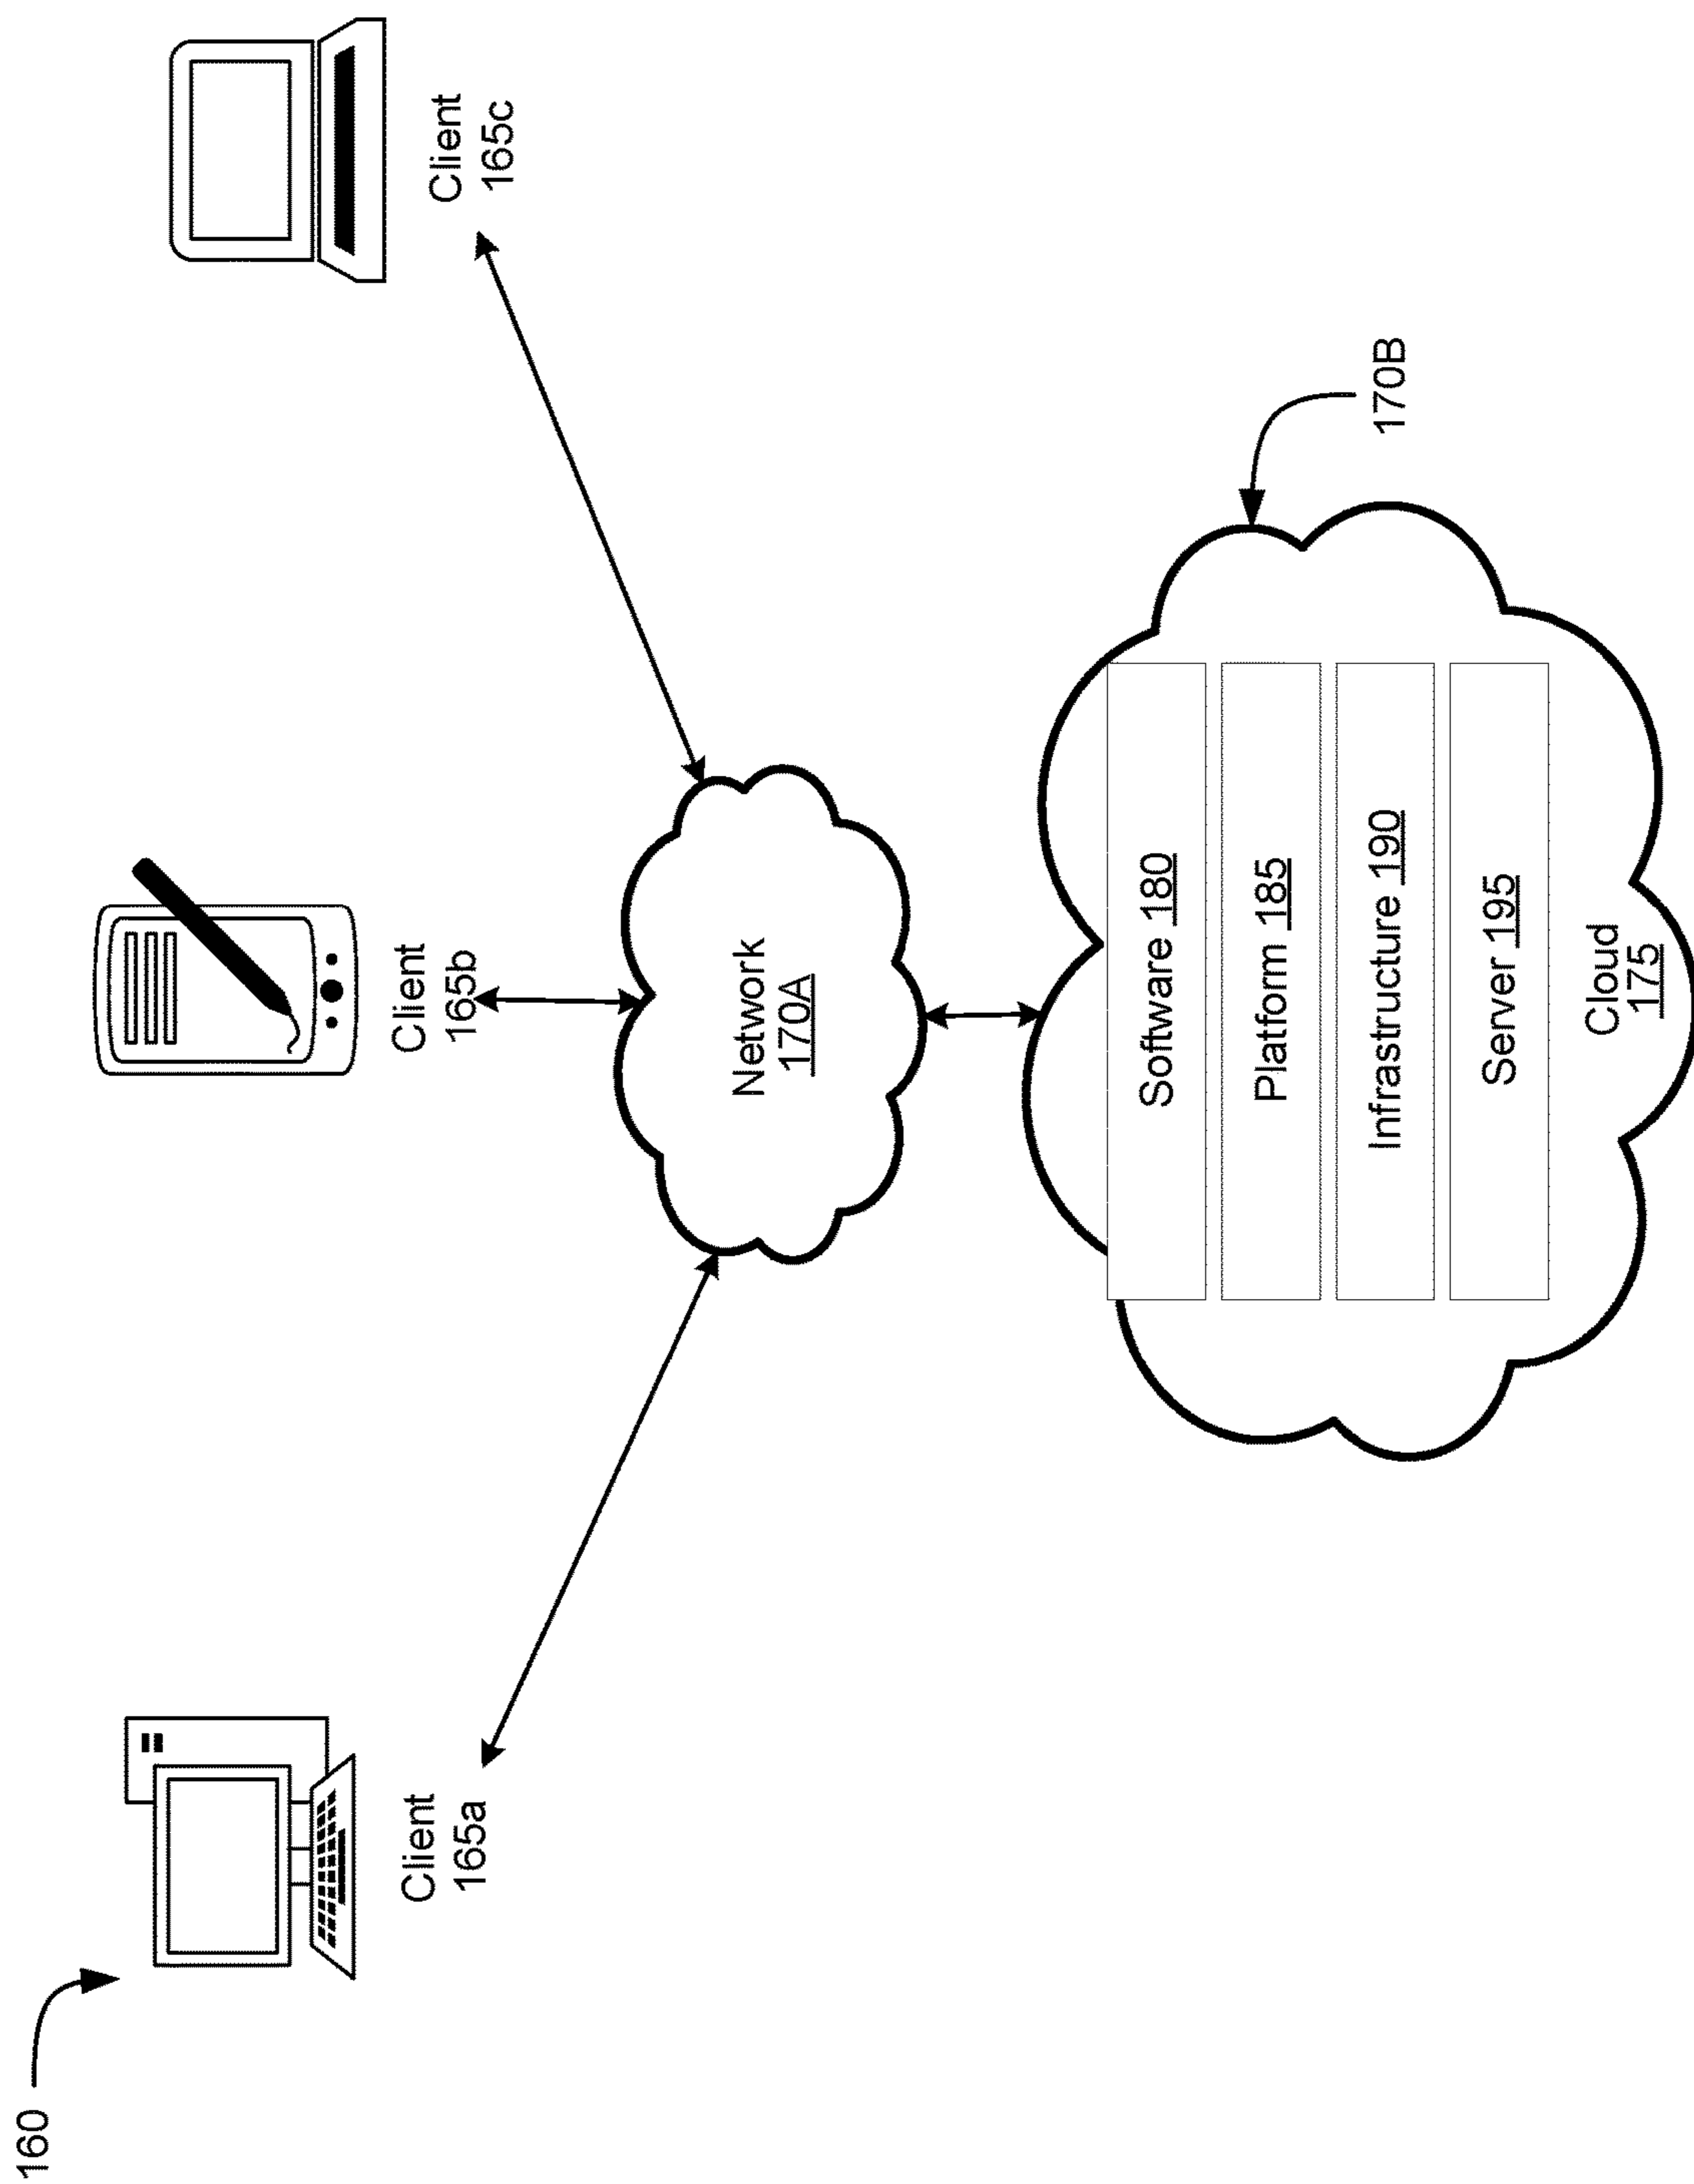 160
Client
165a
Client
165b
Client
165c
Network
170A
170B
Software 180
Platform 185
Infrastructure 190
Server 195
Cloud
175